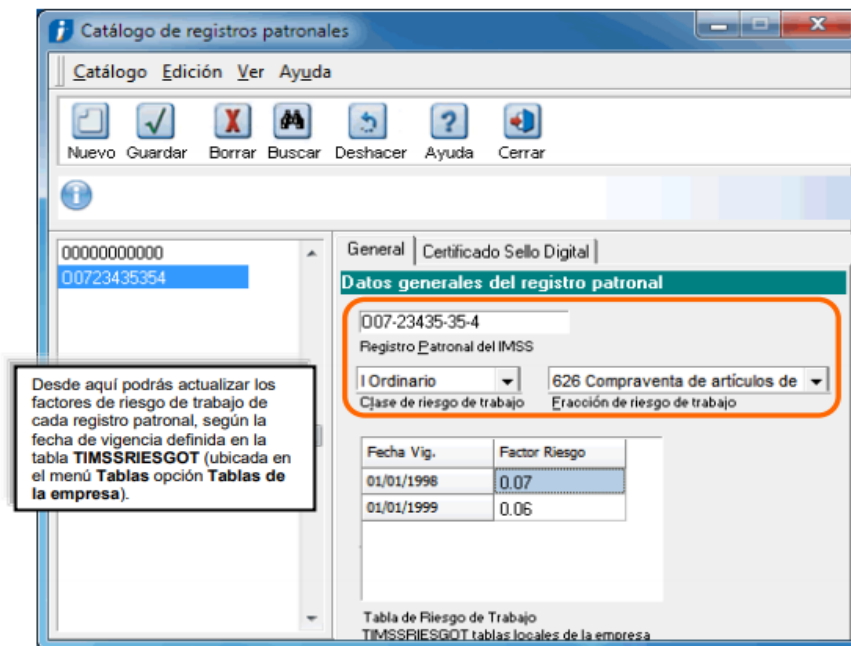 Catálogo de registros patronales
Catálogo Edición Ver Ayuda
Nuevo Guardar Borrar Buscar Deshacer Ayuda Cerrar
00000000000
O0723435354
General Certificado Sello Digital
Datos generales del registro patronal
O07-23435-35-4
Registro Patronal del IMSS
I Ordinario 626 Compraventa de artículos de
Clase de riesgo de trabajo Fracción de riesgo de trabajo
Desde aquí podrás actualizar los
factores de riesgo de trabajo de
cada registro patronal, según la
fecha de vigencia definida en la
tabla TIMSSRIESGOT (ubicada en
el menú Tablas opción Tablas de
la empresa).
Fecha Vig. Factor Riesgo
01/01/1998 0.07
01/01/1999 0.06
Tabla de Riesgo de Trabajo
TIMSSRIESGOT tablas locales de la empresa